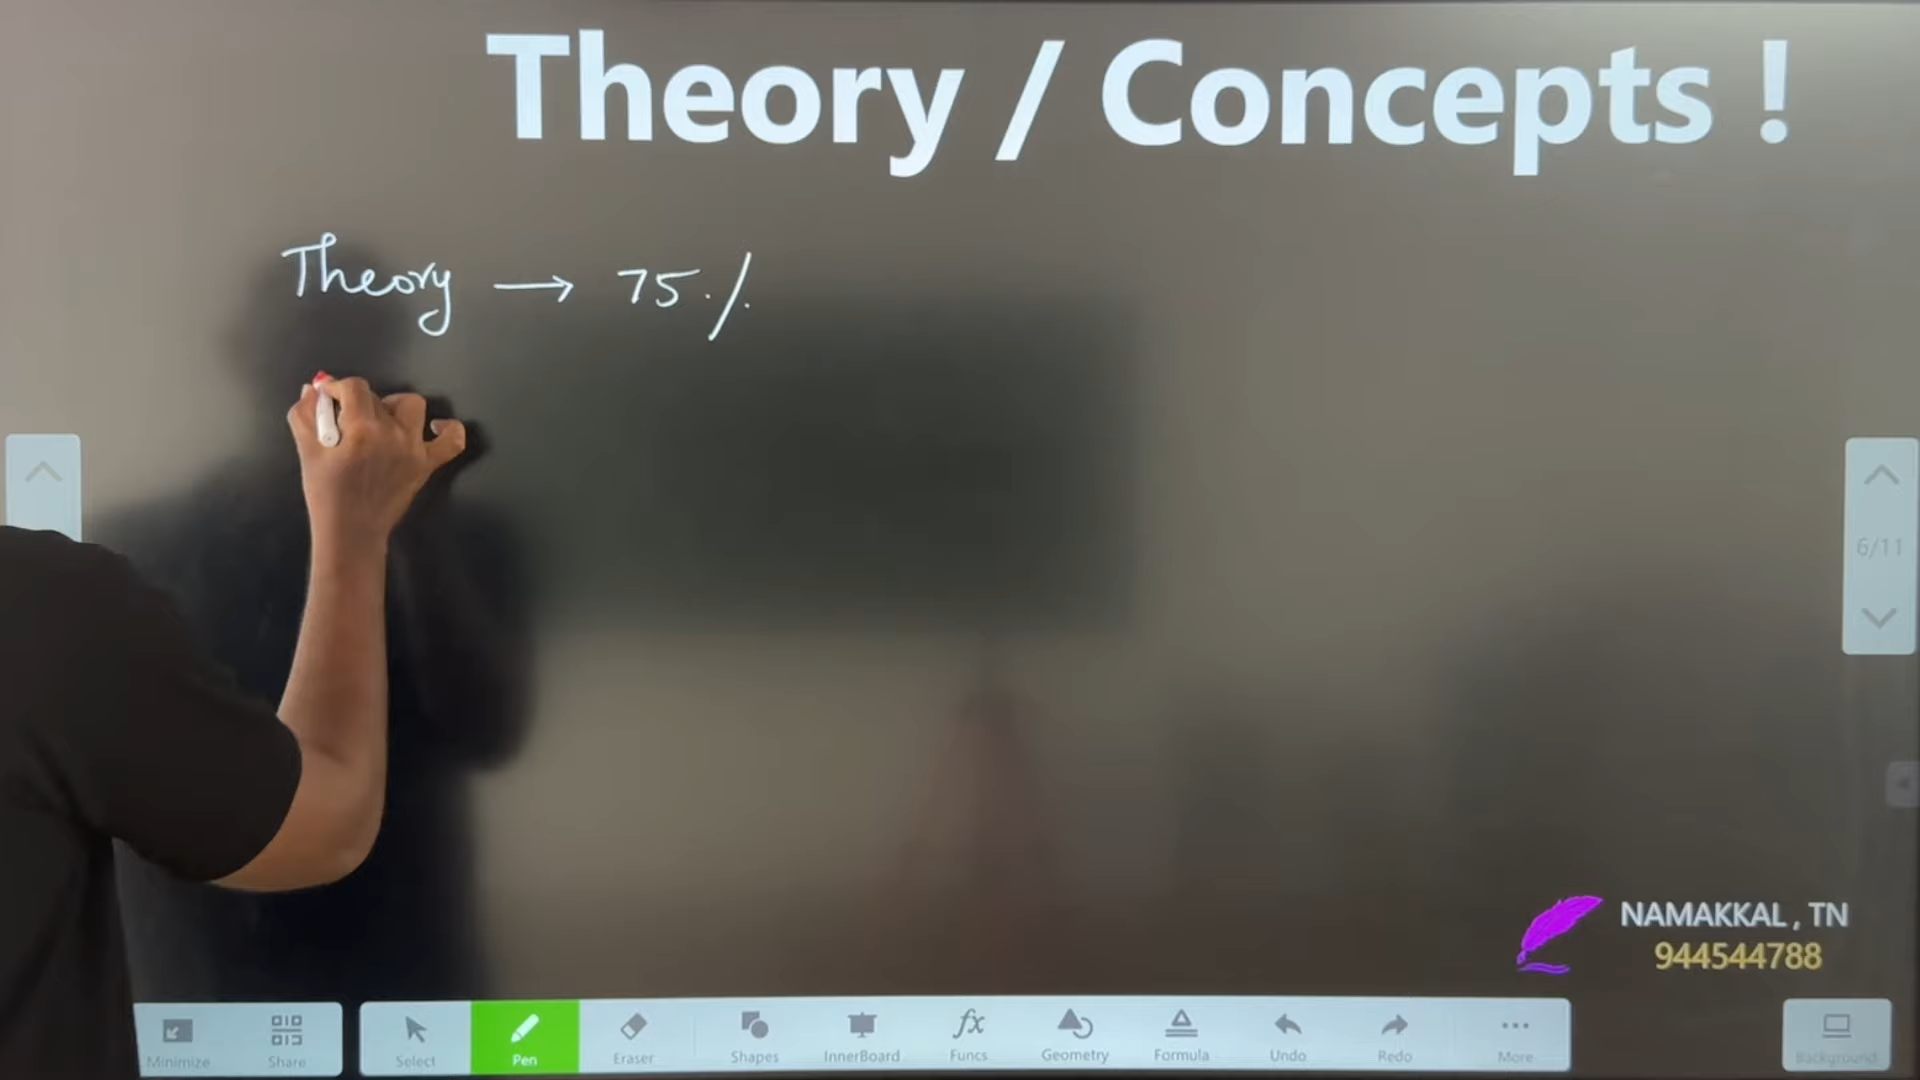 Theory / Concepts !
Theory → 75 %
6/11
NAMAKKAL , TN
944544788
Minimize
Share
Select
Pen
Eraser
Shapes
InnerBoard
Funcs
Geometry
Formula
Undo
Redo
More
Background